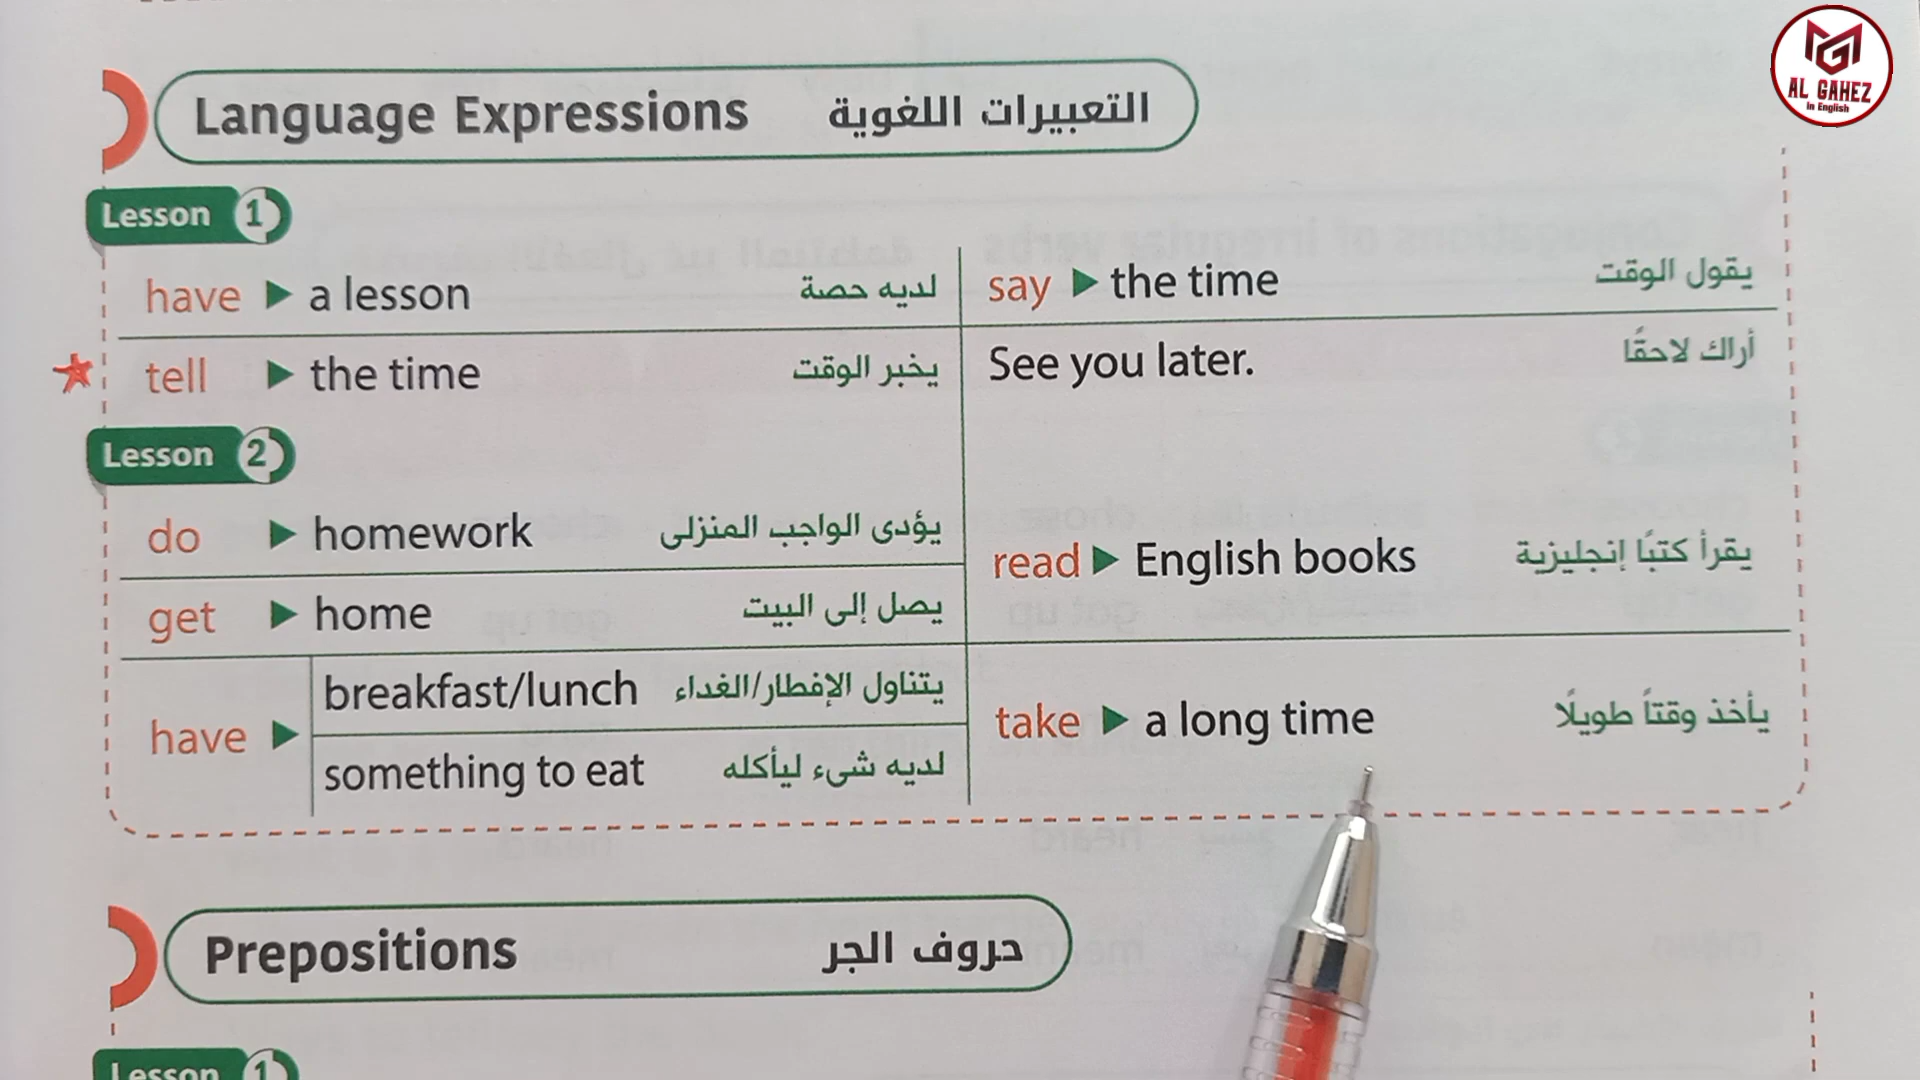 AL GAHEZ
in English
Language Expressions التعبيرات اللغوية
Lesson 1
have ▶ a lesson لديه حصة
say ▶ the time يقول الوقت
tell ▶ the time يخبر الوقت
See you later. أراك لاحقًا
Lesson 2
do ▶ homework يؤدى الواجب المنزلى
read ▶ English books يقرأ كتبًا إنجليزية
get ▶ home يصل إلى البيت
have ▶ breakfast/lunch يتناول الإفطار/الغداء
something to eat لديه شىء ليأكله
take ▶ a long time يأخذ وقتاً طويلًا
Prepositions حروف الجر
Lesson 1